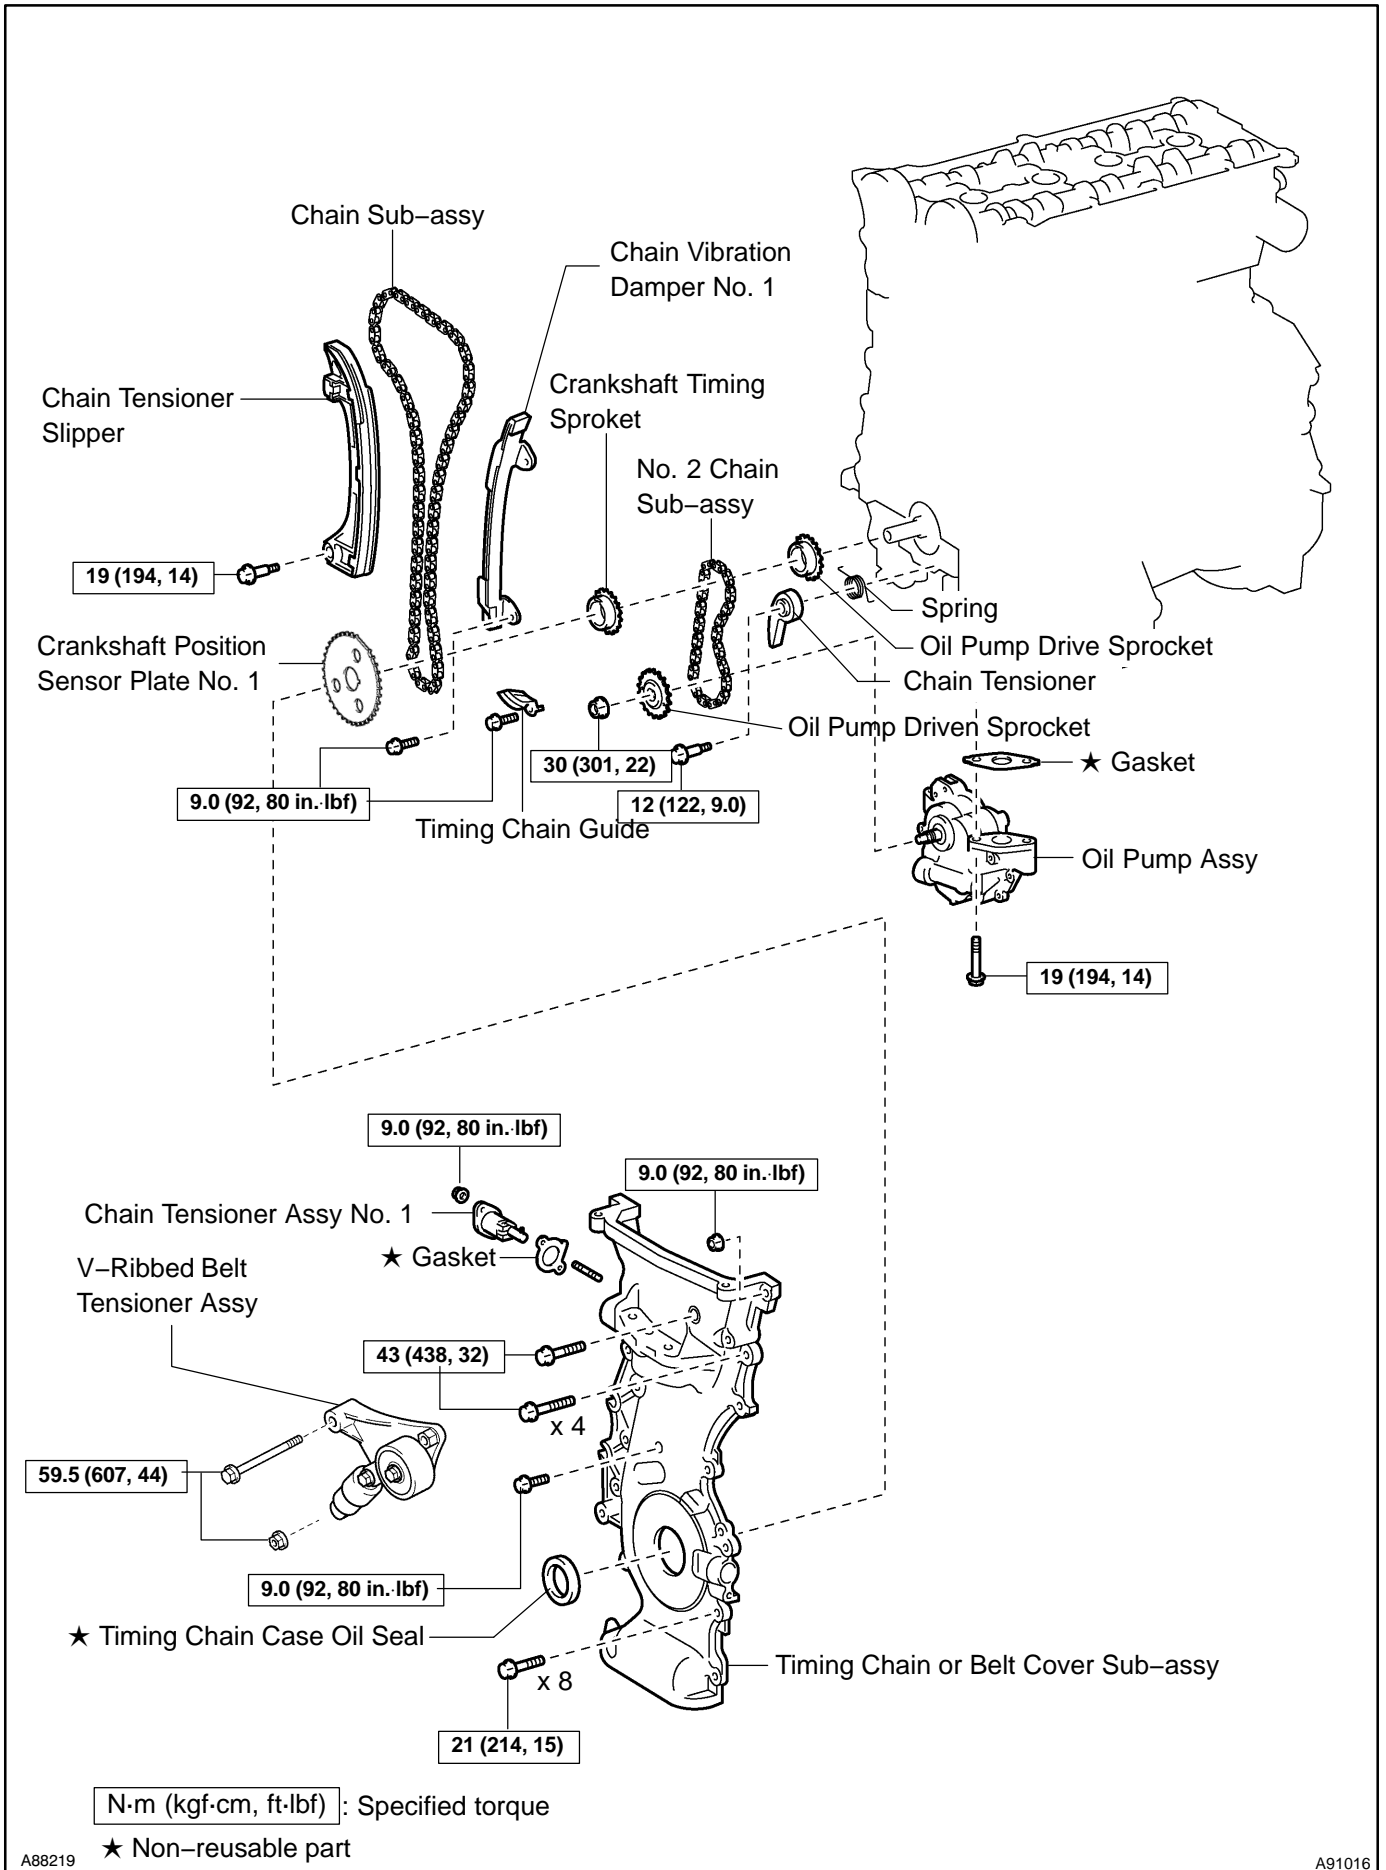 Chain Sub−assy
Chain Vibration
Damper No. 1
Chain Tensioner
Slipper
Crankshaft Timing
Sproket
No. 2 Chain
Sub−assy
19 (194, 14)
Spring
Crankshaft Position
Sensor Plate No. 1
Oil Pump Drive Sprocket
Chain Tensioner
Oil Pump Driven Sprocket
30 (301, 22)
★ Gasket
9.0 (92, 80 in.·lbf)
12 (122, 9.0)
Timing Chain Guide
Oil Pump Assy
19 (194, 14)
9.0 (92, 80 in.·lbf)
9.0 (92, 80 in.·lbf)
Chain Tensioner Assy No. 1
★ Gasket
V−Ribbed Belt
Tensioner Assy
43 (438, 32)
x 4
59.5 (607, 44)
9.0 (92, 80 in.·lbf)
★ Timing Chain Case Oil Seal
Timing Chain or Belt Cover Sub−assy
x 8
21 (214, 15)
N·m (kgf·cm, ft·lbf) : Specified torque
★ Non−reusable part
A88219
A91016